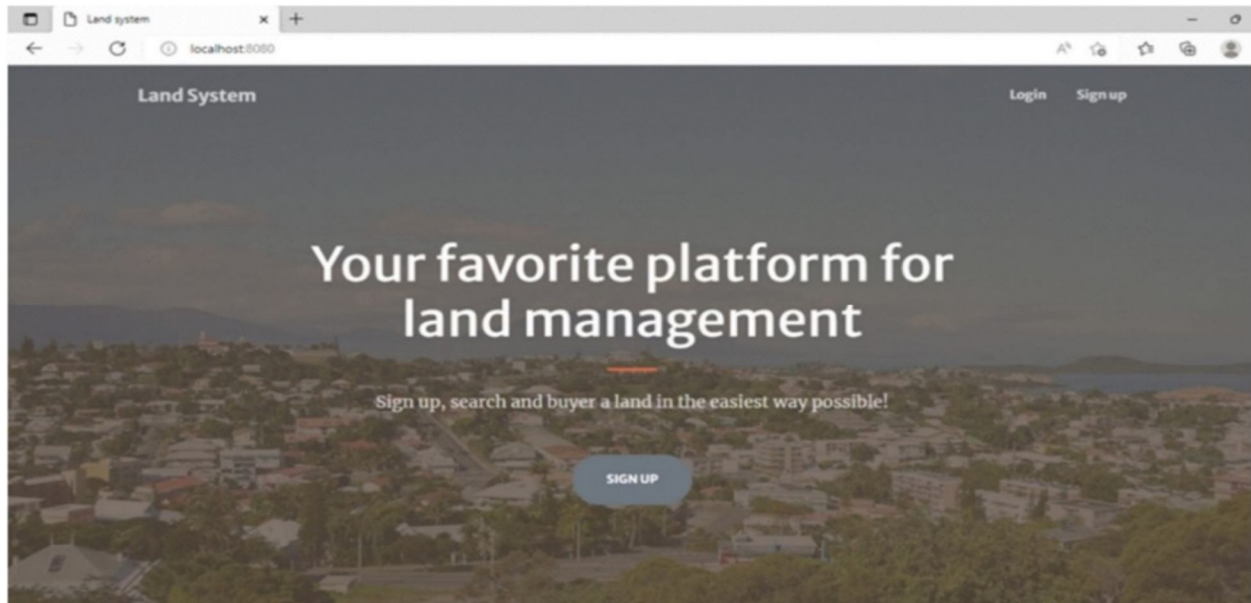 Land system
localhost:8080
Land System
Login
Sign up
Your favorite platform for
land management
Sign up, search and buyer a land in the easiest way possible!
SIGN UP